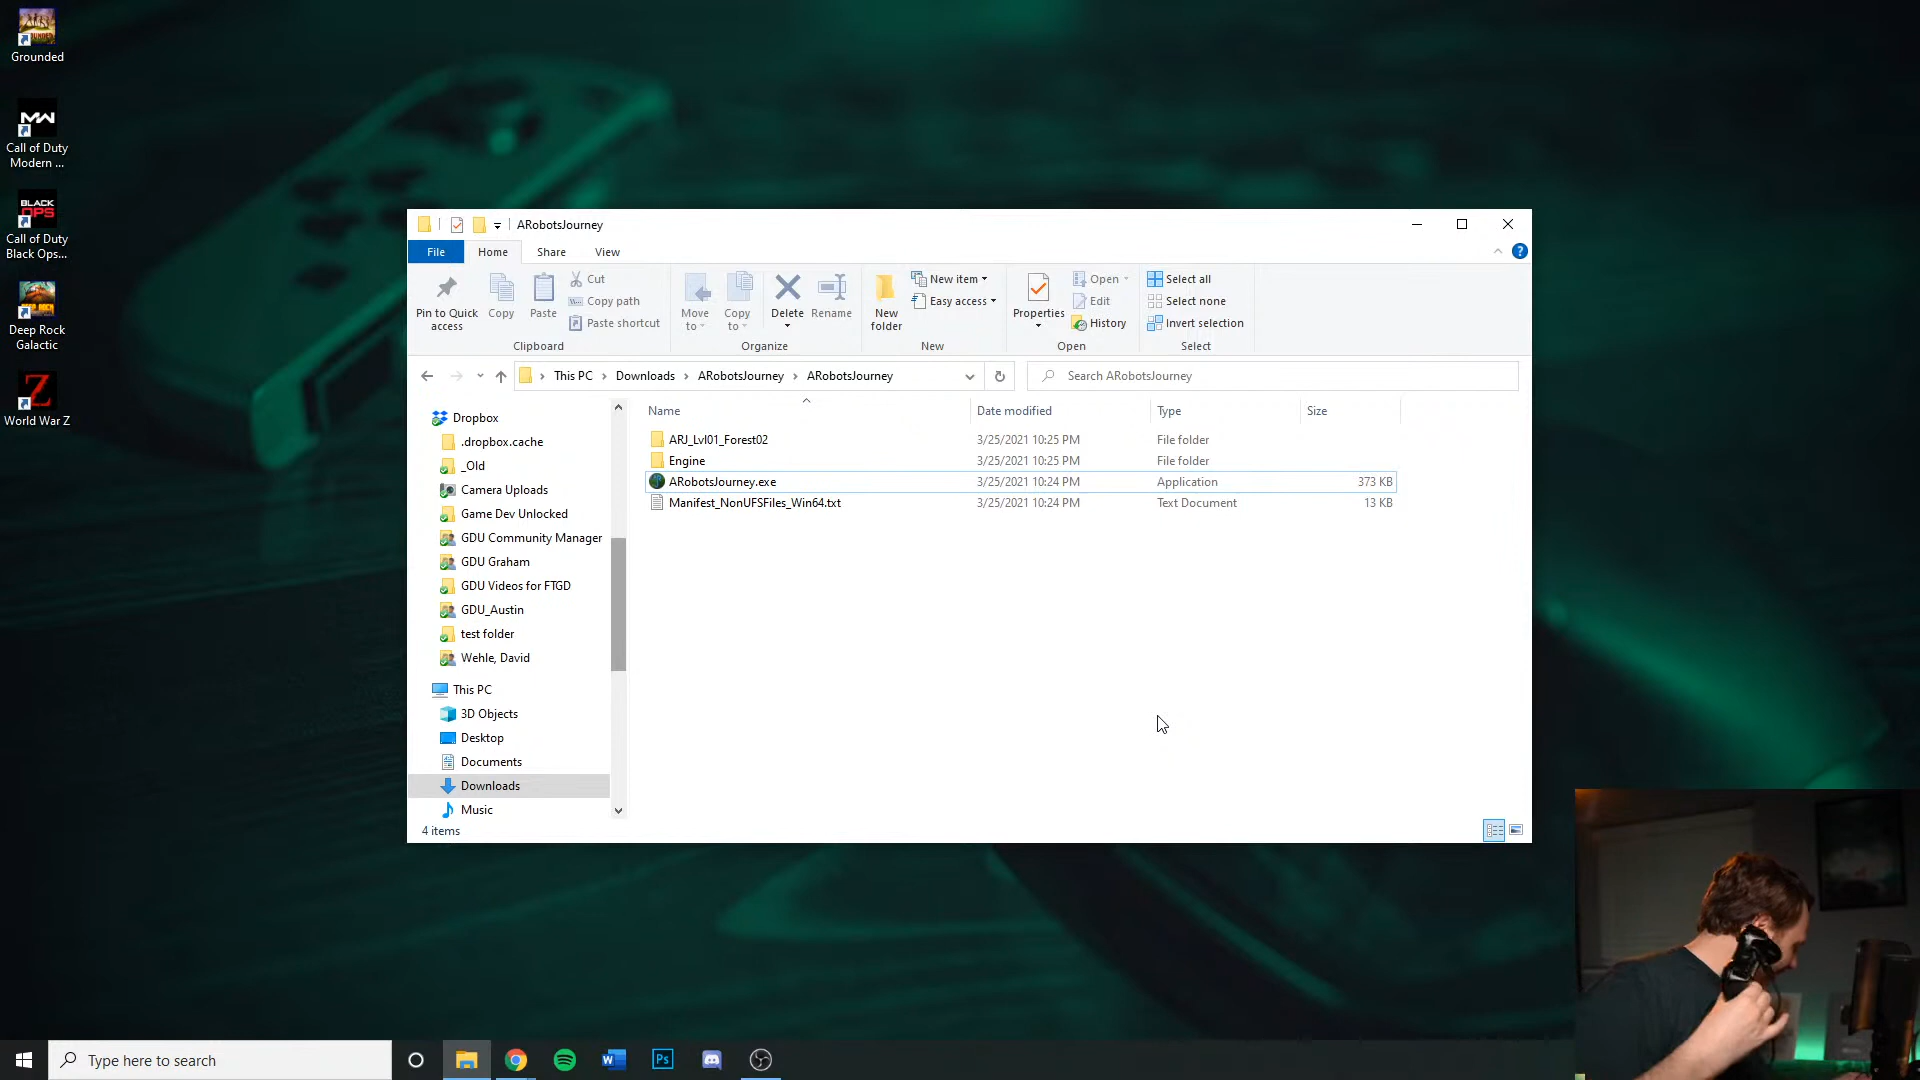 Grounded
MW
Call of Duty
Modern ...
BLACK
OPS
Call of Duty
Black Ops...
Deep Rock
Galactic
Z
World War Z
ARobotsJourney
File
Home
Share
View
Pin to Quick
access
Copy
Paste
Cut
Copy path
Paste shortcut
Clipboard
Move
to
Copy
to
Delete
Rename
Organize
New
folder
New item
Easy access
New
Properties
Open
Edit
History
Open
Select all
Select none
Invert selection
Select
This PC > Downloads > ARobotsJourney > ARobotsJourney
Search ARobotsJourney
Name Date modified Type Size
ARJ_Lvl01_Forest02 3/25/2021 10:25 PM File folder
Engine 3/25/2021 10:25 PM File folder
ARobotsJourney.exe 3/25/2021 10:24 PM Application 373 KB
Manifest_NonUFSFiles_Win64.txt 3/25/2021 10:24 PM Text Document 13 KB
Dropbox
.dropbox.cache
_Old
Camera Uploads
Game Dev Unlocked
GDU Community Manager
GDU Graham
GDU Videos for FTGD
GDU_Austin
test folder
Wehle, David
This PC
3D Objects
Desktop
Documents
Downloads
Music
4 items
Type here to search
W
Ps